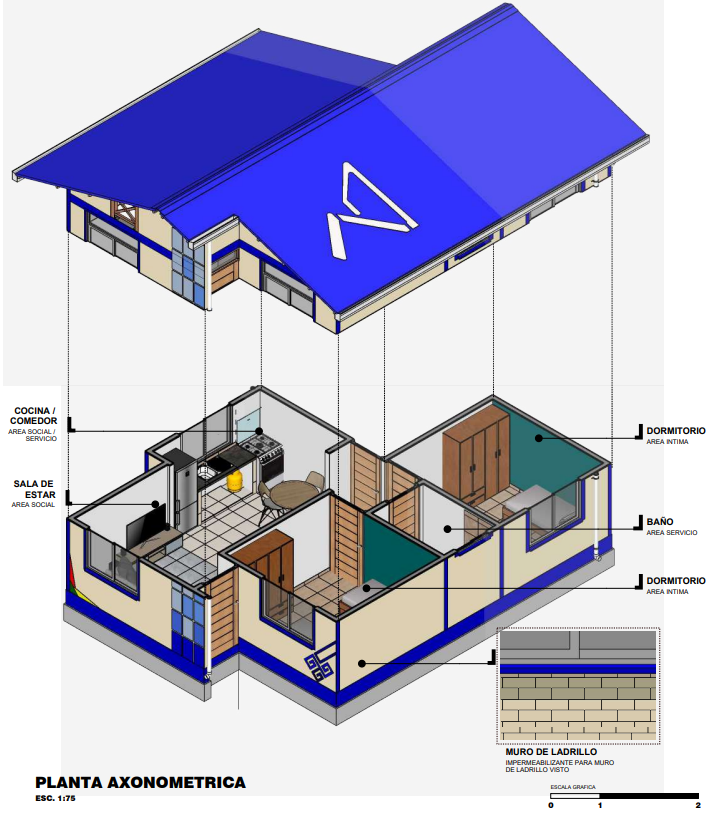 COCINA /
COMEDOR
AREA SOCIAL /
SERVICIO
SALA DE
ESTAR
AREA SOCIAL
DORMITORIO
AREA INTIMA
BAÑO
AREA SERVICIO
DORMITORIO
AREA INTIMA
MURO DE LADRILLO
IMPERMEABILIZANTE PARA MURO
DE LADRILLO VISTO
PLANTA AXONOMETRICA
ESC. 1:75
ESCALA GRAFICA
0 1 2